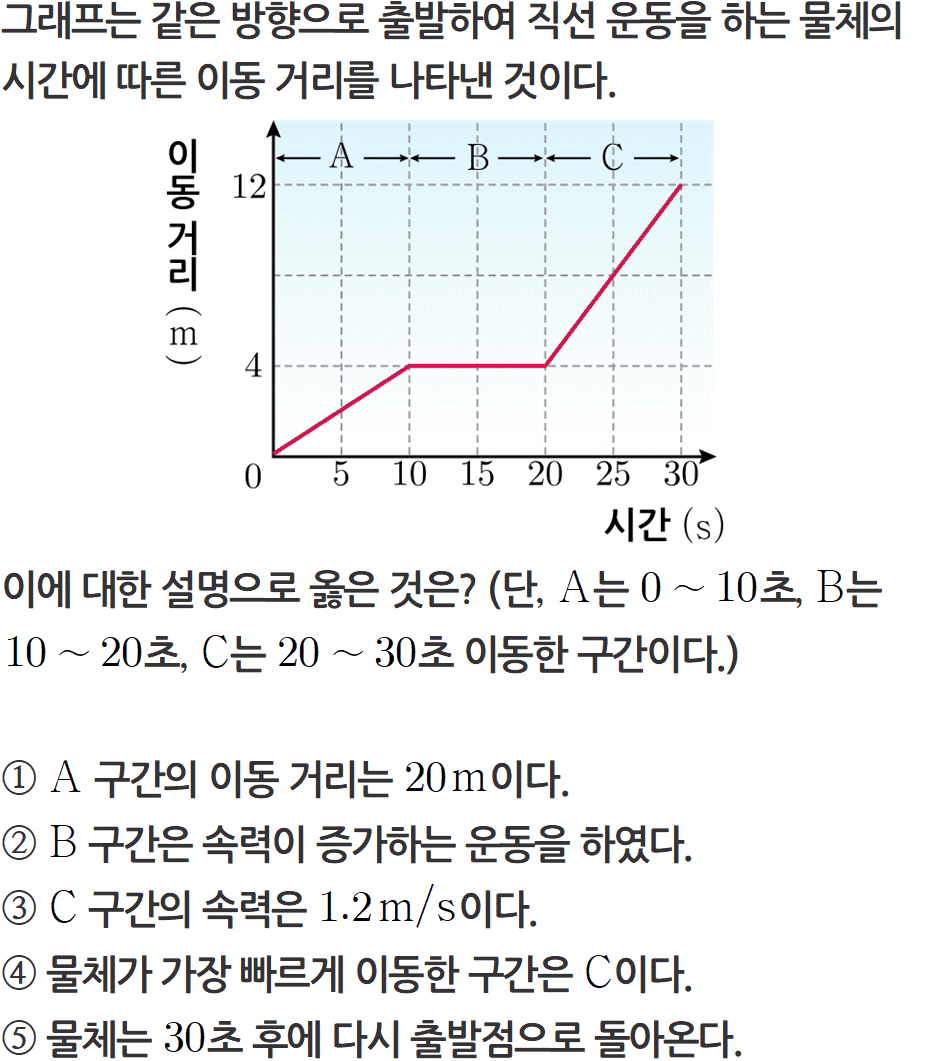 그래프는 같은 방향으로 출발하여 직선 운동을 하는 물체의
시간에 따른 이동 거리를 나타낸 것이다.
이동 거리 (m)
A B C
12
4
0 5 10 15 20 25 30
시간 (s)
이에 대한 설명으로 옳은 것은? (단, A는 0 ~ 10초, B는
10 ~ 20초, C는 20 ~ 30초 이동한 구간이다.)
① A 구간의 이동 거리는 20m이다.
② B 구간은 속력이 증가하는 운동을 하였다.
③ C 구간의 속력은 1.2m/s이다.
④ 물체가 가장 빠르게 이동한 구간은 C이다.
⑤ 물체는 30초 후에 다시 출발점으로 돌아온다.